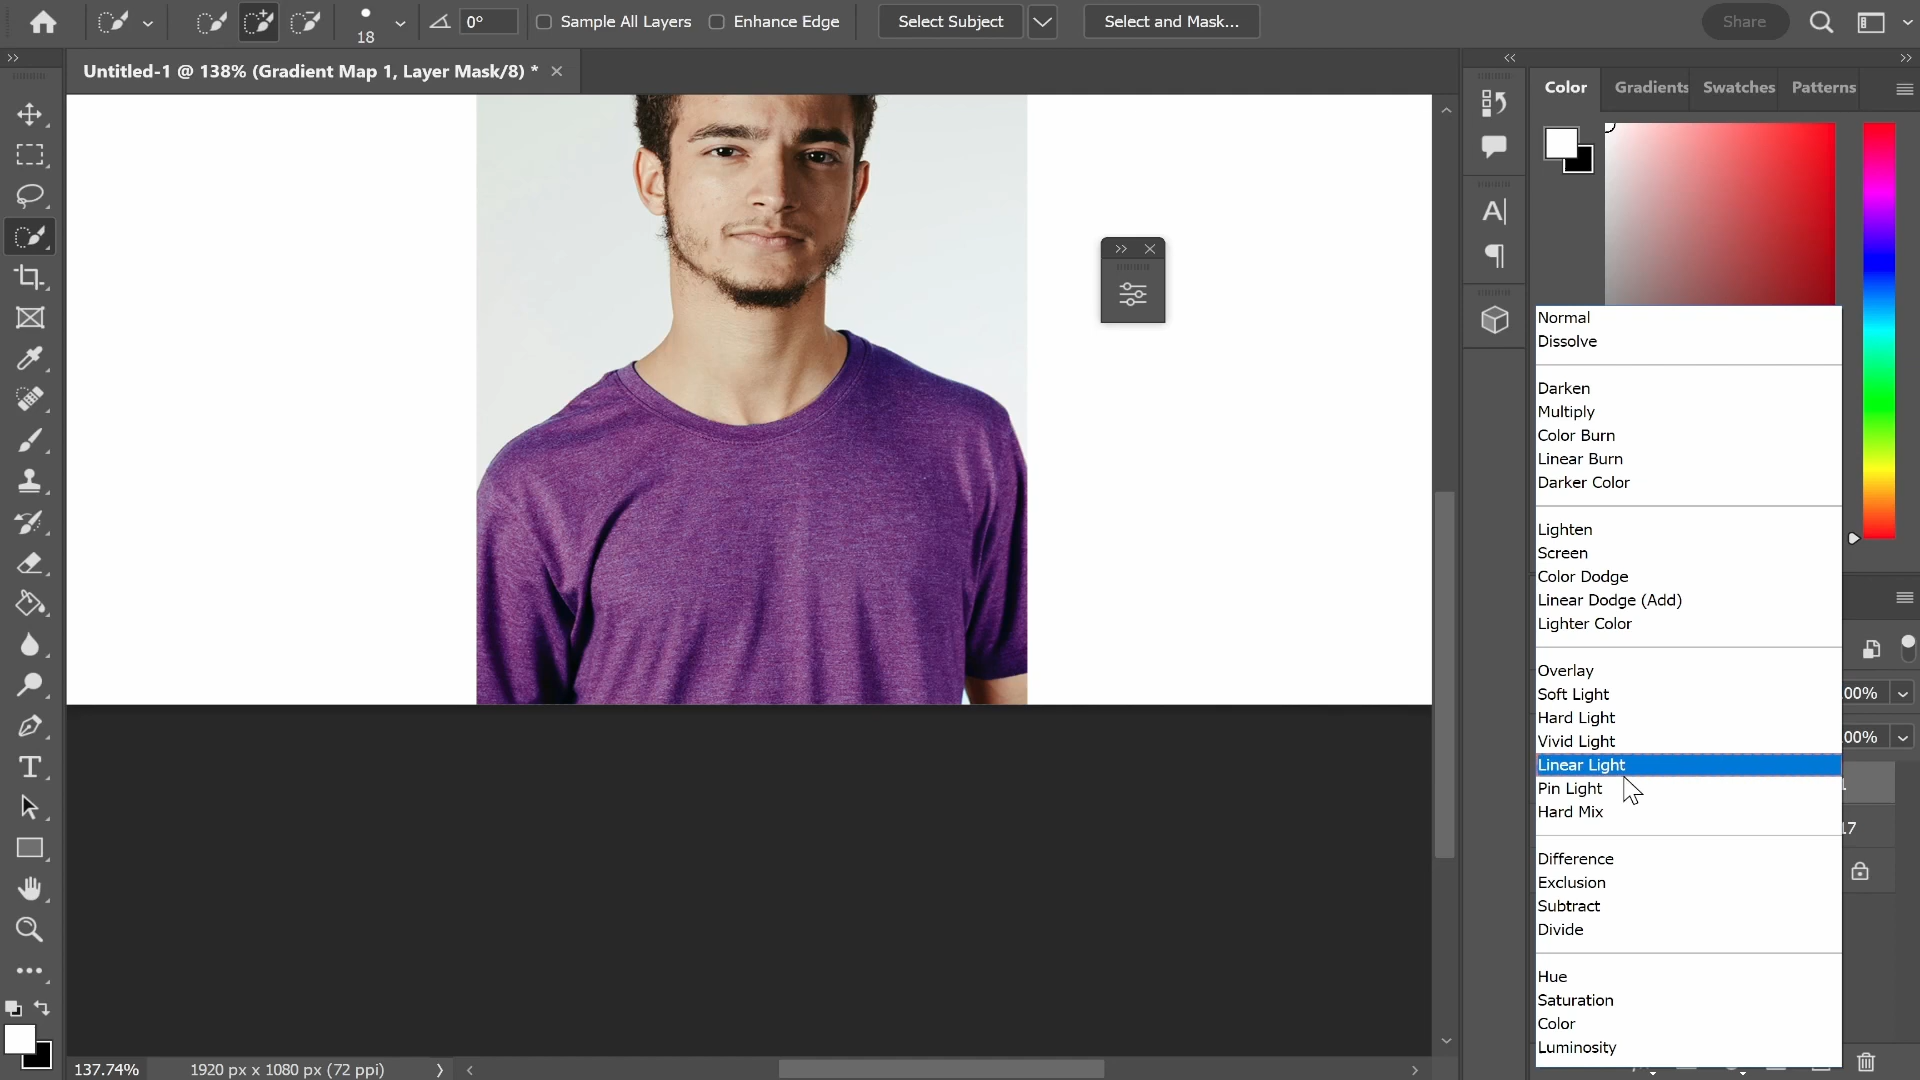 18
0°
Sample All Layers
Enhance Edge
Select Subject
Select and Mask...
Share
Untitled-1 @ 138% (Gradient Map 1, Layer Mask/8) *
Color
Gradients
Swatches
Patterns
Normal
Dissolve
Darken
Multiply
Color Burn
Linear Burn
Darker Color
Lighten
Screen
Color Dodge
Linear Dodge (Add)
Lighter Color
Overlay
Soft Light
Hard Light
Vivid Light
Linear Light
Pin Light
Hard Mix
Difference
Exclusion
Subtract
Divide
Hue
Saturation
Color
Luminosity
00%
00%
17
137.74%
1920 px x 1080 px (72 ppi)